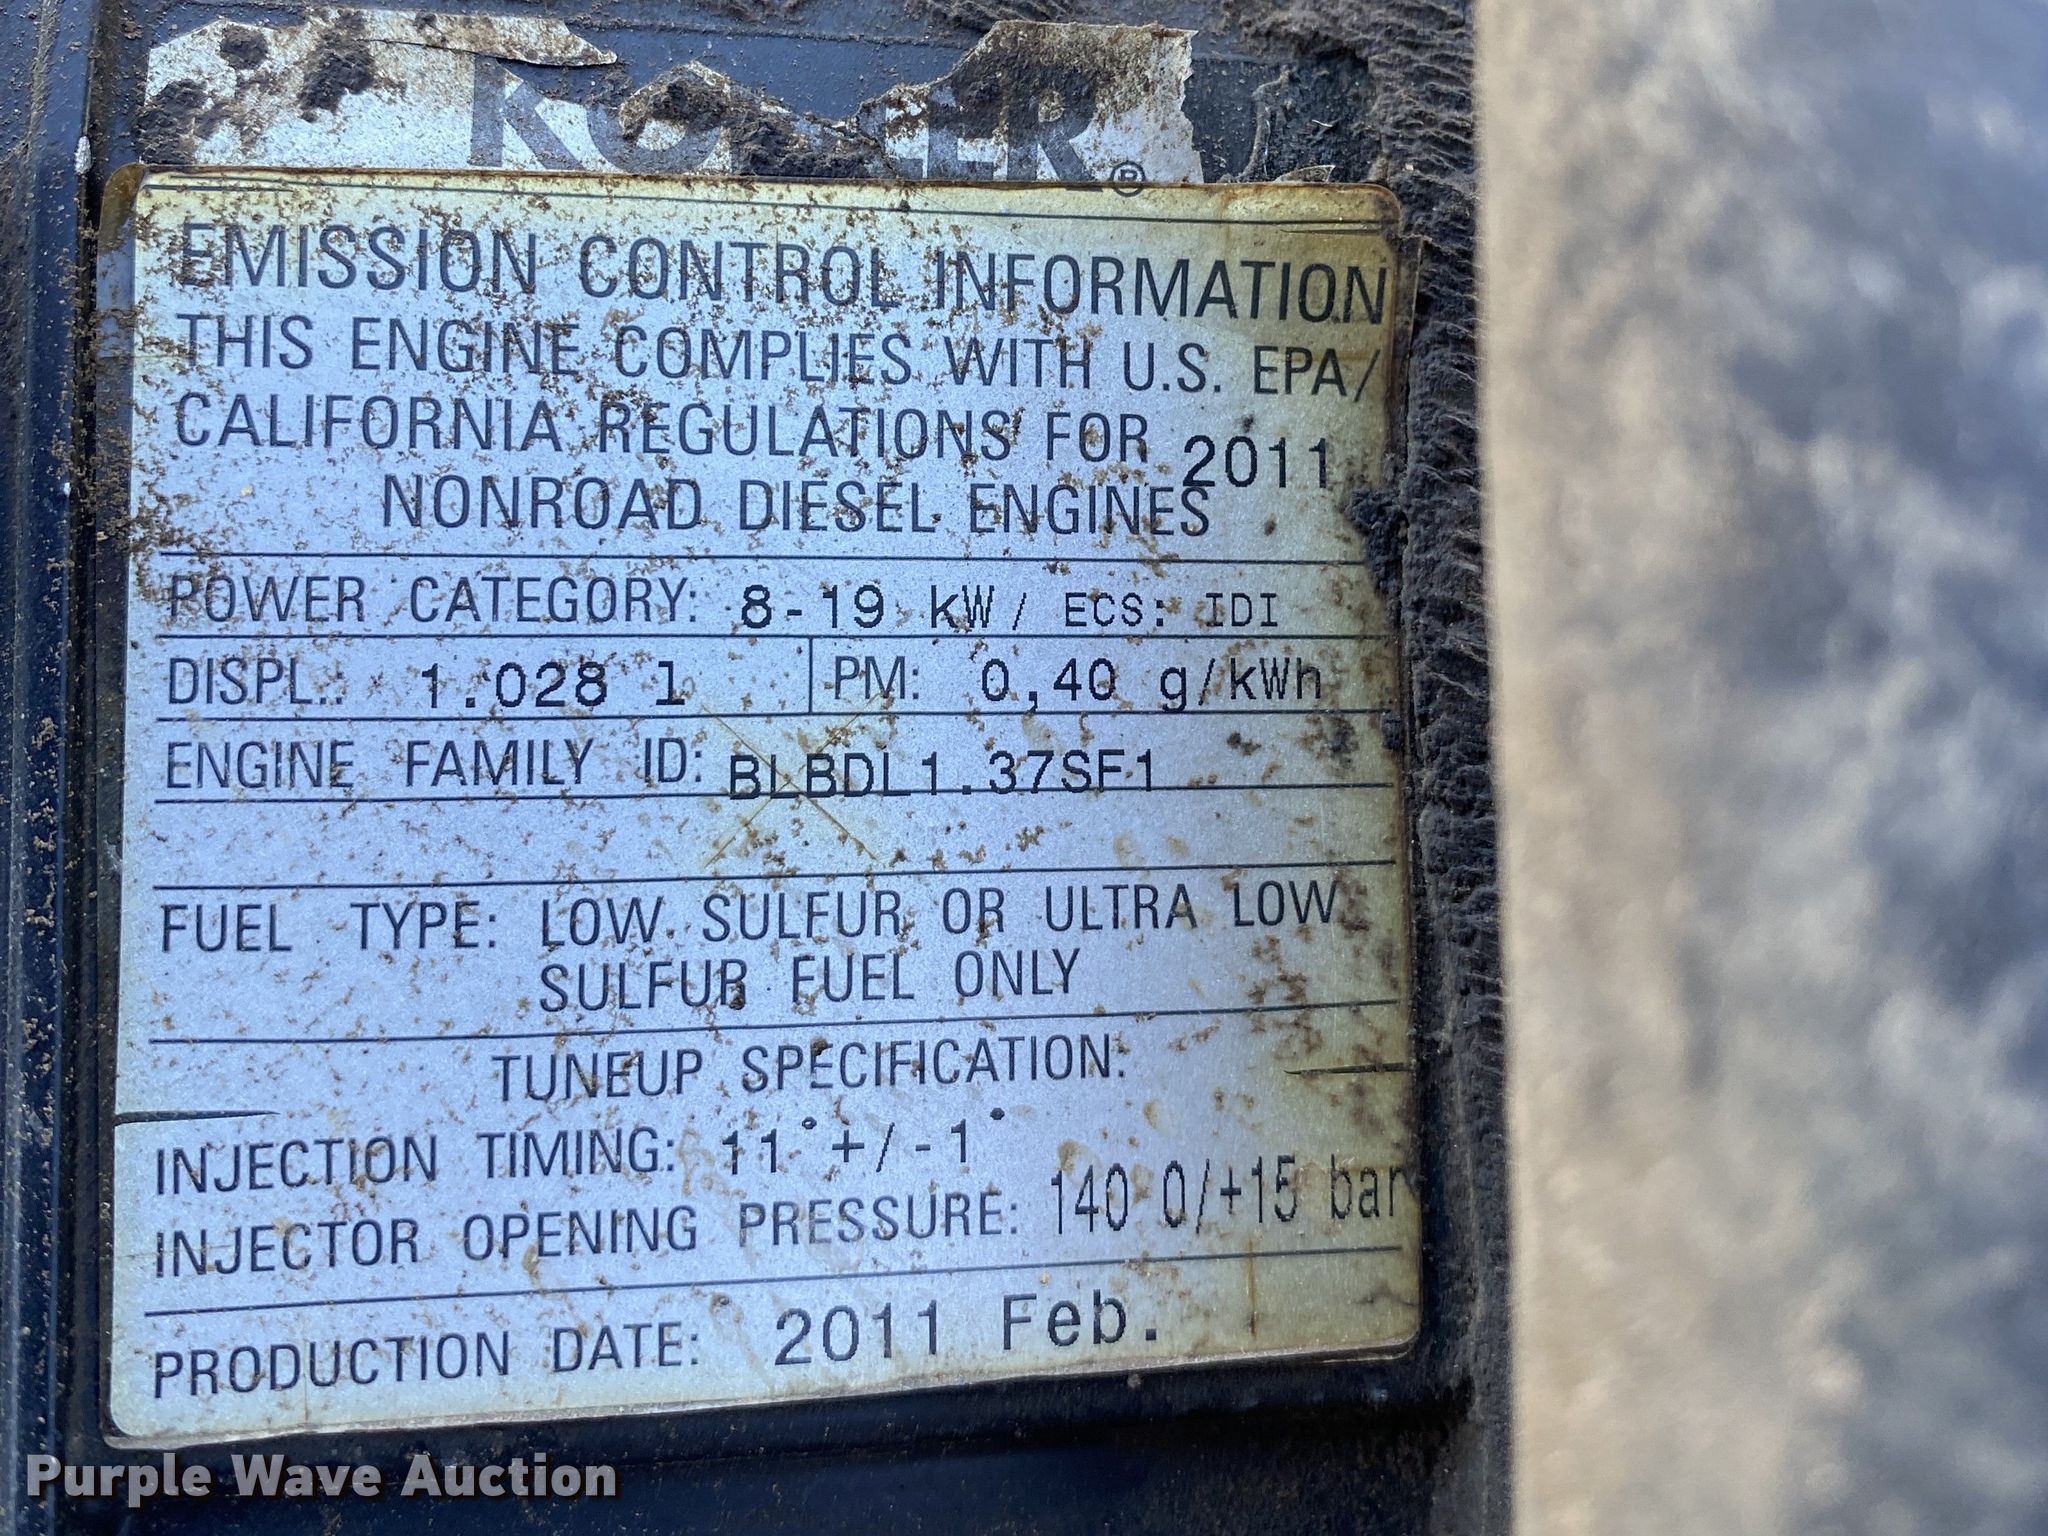 KOHLER®
EMISSION CONTROL INFORMATION
THIS ENGINE COMPLIES WITH U.S. EPA/
CALIFORNIA REGULATIONS FOR 2011
NONROAD DIESEL ENGINES
POWER CATEGORY: 8-19 kW/ ECS: IDI
DISPL.: 1.028 l PM: 0,40 g/kWh
ENGINE FAMILY ID: BLBDL1.37SF1
FUEL TYPE: LOW SULFUR OR ULTRA LOW
SULFUR FUEL ONLY
TUNEUP SPECIFICATION:
INJECTION TIMING: 11°+/-1°
INJECTOR OPENING PRESSURE: 140 0/+15 bar
PRODUCTION DATE: 2011 Feb.
Purple Wave Auction